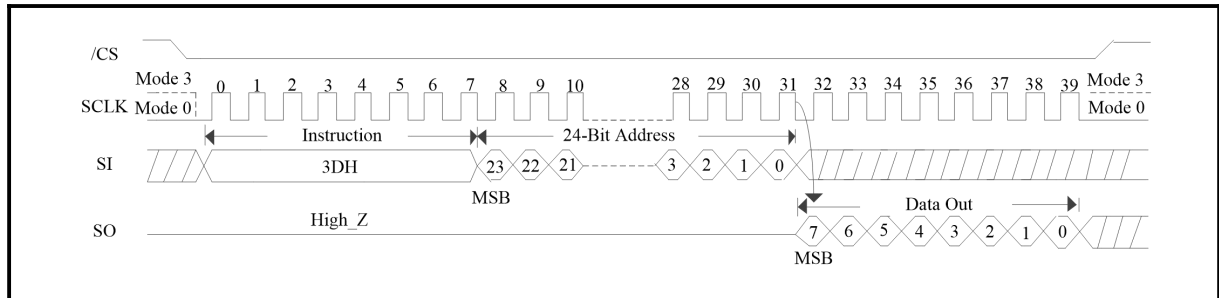 /CS
Mode 3 0 1 2 3 4 5 6 7 8 9 10 28 29 30 31 32 33 34 35 36 37 38 39 Mode 3
SCLK Mode 0 Mode 0
Instruction 24-Bit Address
SI 3DH 23 22 21 3 2 1 0
MSB
High_Z Data Out
SO 7 6 5 4 3 2 1 0
MSB